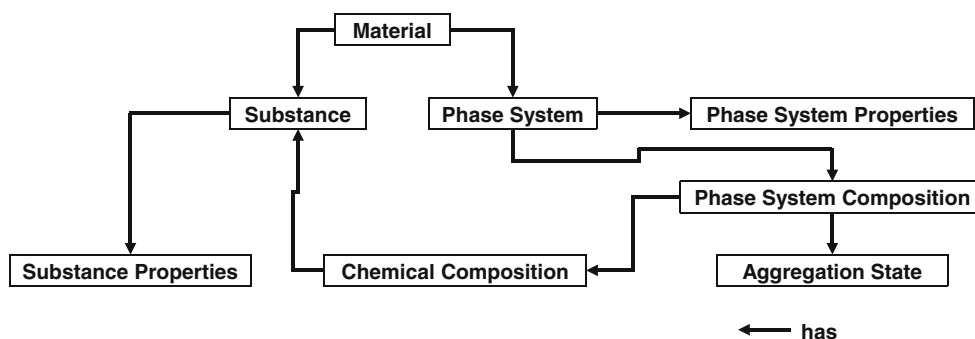 Material
Substance
Phase System
Phase System Properties
Phase System Composition
Substance Properties
Chemical Composition
Aggregation State
has